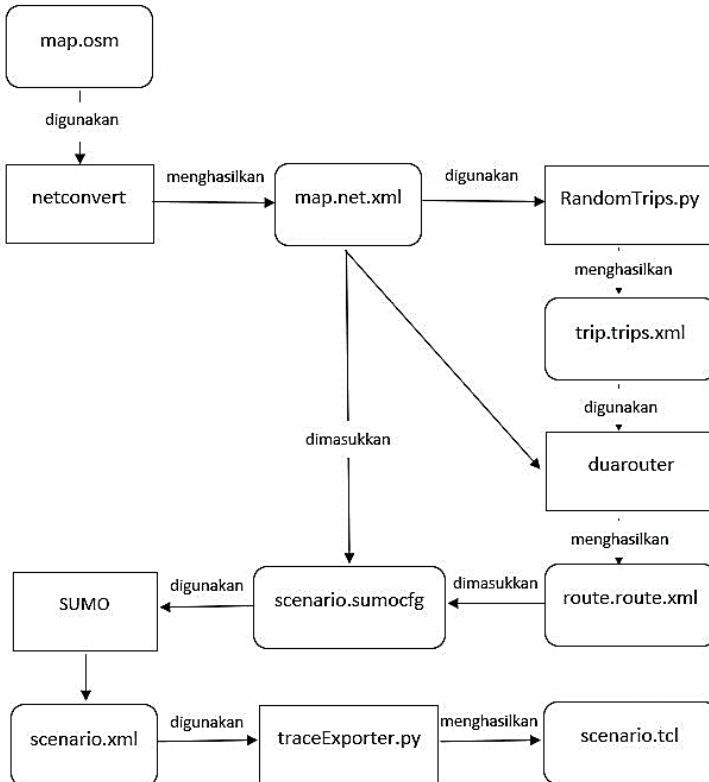 map.osm
digunakan
netconvert
menghasilkan
map.net.xml
digunakan
RandomTrips.py
menghasilkan
trip.trips.xml
digunakan
dimasukkan
duarouter
menghasilkan
SUMO
digunakan
scenario.sumocfg
dimasukkan
route.route.xml
scenario.xml
digunakan
traceExporter.py
menghasilkan
scenario.tcl